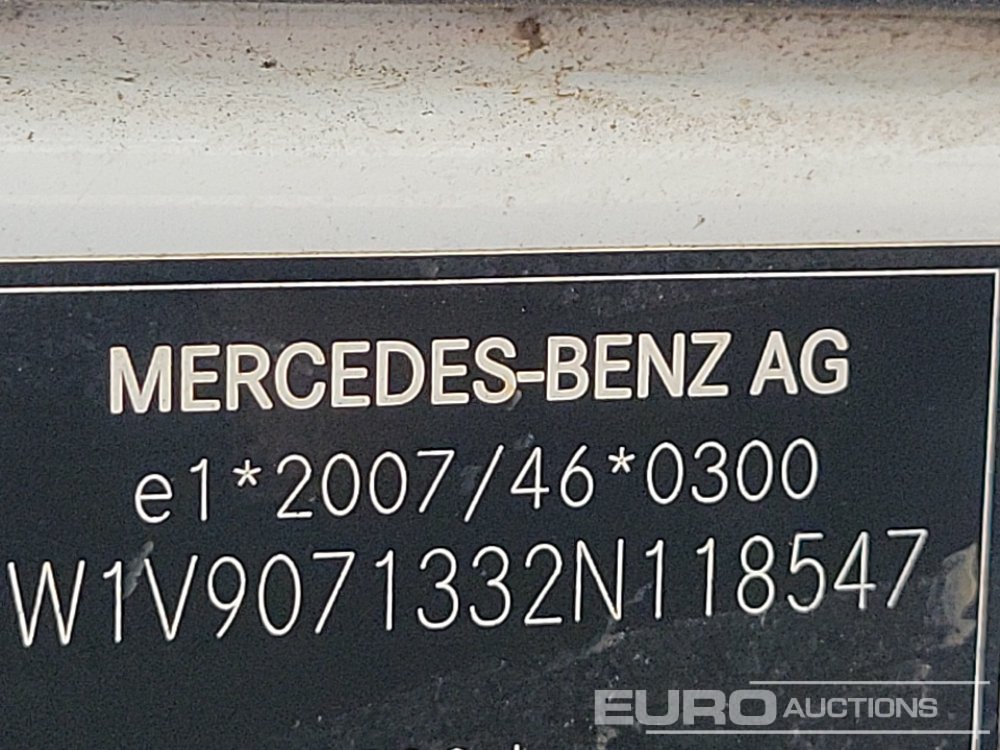 MERCEDES-BENZ AG
e1*2007/46*0300
W1V9071332N118547
EURO AUCTIONS